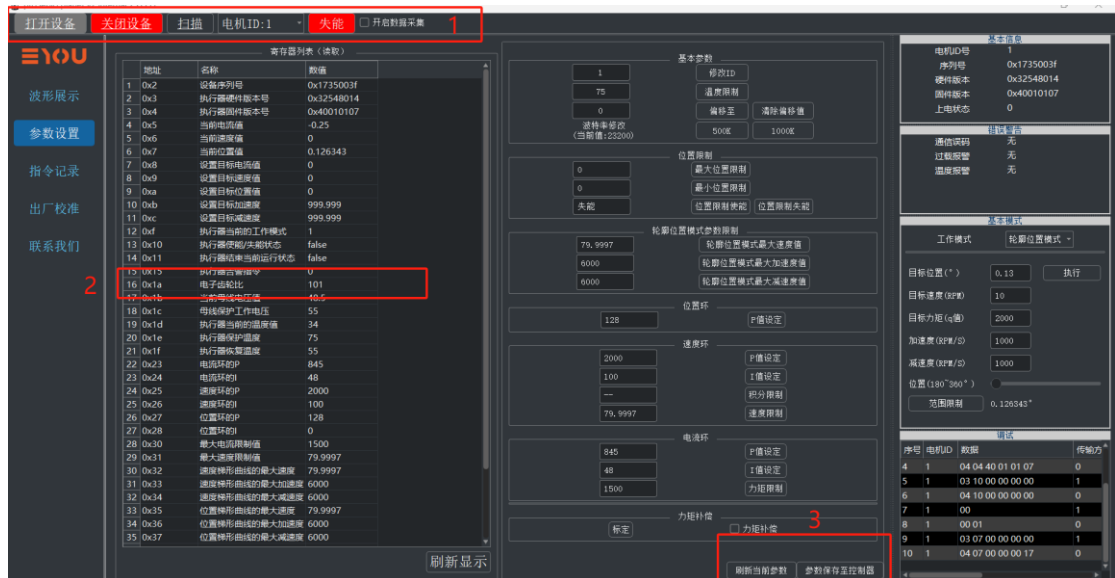 打开设备 关闭设备 扫描 电机ID:1 失能 开启数据采集 1
EYOU
波形展示
参数设置
指令记录
出厂校准
联系我们
2
寄存器列表（读取）
地址 名称 数值
1 0x2 设备序列号 0x1735003f
2 0x3 执行器硬件版本号 0x32548014
3 0x4 执行器固件版本号 0x40010107
4 0x5 当前电流值 -0.25
5 0x6 当前速度值 0
6 0x7 当前位置值 0.126343
7 0x8 设置目标电流值 0
8 0x9 设置目标速度值 0
9 0xa 设置目标位置值 0
10 0xb 设置目标加速度 999.999
11 0xc 设置目标减速度 999.999
12 0xf 执行器当前的工作模式 1
13 0x10 执行器使能/失能状态 false
14 0x11 执行器结束当前运行状态 false
15 0x15 执行器告警指令 0
16 0x1a 电子齿轮比 101
17 0x1b 当前母线电压值 48.5
18 0x1c 母线保护工作电压 55
19 0x1d 执行器当前的温度值 34
20 0x1e 执行器保护温度 75
21 0x1f 执行器恢复温度 55
22 0x23 电流环的P 845
23 0x24 电流环的I 48
24 0x25 速度环的P 2000
25 0x26 速度环的I 100
26 0x27 位置环的P 128
27 0x28 位置环的I 0
28 0x30 最大电流限制值 1500
29 0x31 最大速度限制值 79.9997
30 0x32 速度梯形曲线的最大速度 79.9997
31 0x33 速度梯形曲线的最大加速度 6000
32 0x34 速度梯形曲线的最大减速度 6000
33 0x35 位置梯形曲线的最大速度 79.9997
34 0x36 位置梯形曲线的最大加速度 6000
35 0x37 位置梯形曲线的最大减速度 6000
刷新显示
基本参数
1 修改ID
75 温度限制
0 偏移至 清除偏移值
波特率修改
(当前值:23200) 500K 1000K
位置限制
0 最大位置限制
0 最小位置限制
失能 位置限制使能 位置限制失能
轮廓位置模式参数限制
79.9997 轮廓位置模式最大速度值
6000 轮廓位置模式最大加速度值
6000 轮廓位置模式最大减速度值
位置环
128 P值设定
速度环
2000 P值设定
100 I值设定
-- 积分限制
79.9997 速度限制
电流环
845 P值设定
48 I值设定
1500 力矩限制
力矩补偿
标定 力矩补偿
3
刷新当前参数 参数保存至控制器
基本信息
电机ID号 1
序列号 0x1735003f
硬件版本 0x32548014
固件版本 0x40010107
上电状态 0
错误警告
通信误码 无
过载报警 无
温度报警 无
基本模式
工作模式 轮廓位置模式
目标位置(°) 0.13 执行
目标速度(RPM) 10
目标力矩(q值) 2000
加速度(RPM/S) 1000
减速度(RPM/S) 1000
位置(180~360°)
范围限制 0.126343°
调试
序号 电机ID 数据 传输方
4 1 04 04 40 01 01 07 0
5 1 03 10 00 00 00 00 1
6 1 04 10 00 00 00 00 0
7 1 00 1
8 1 00 01 0
9 1 03 07 00 00 00 00 1
10 1 04 07 00 00 00 17 0